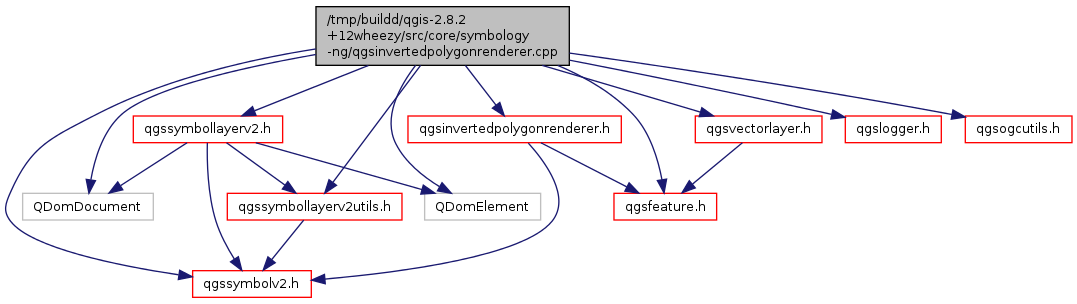 /tmp/buildd/qgis-2.8.2
+12wheezy/src/core/symbology
-ng/qgsinvertedpolygonrenderer.cpp
qgssymbollayerv2.h
qgsinvertedpolygonrenderer.h
qgsvectorlayer.h
qgslogger.h
qgsogcutils.h
QDomDocument
qgssymbollayerv2utils.h
QDomElement
qgsfeature.h
qgssymbolv2.h